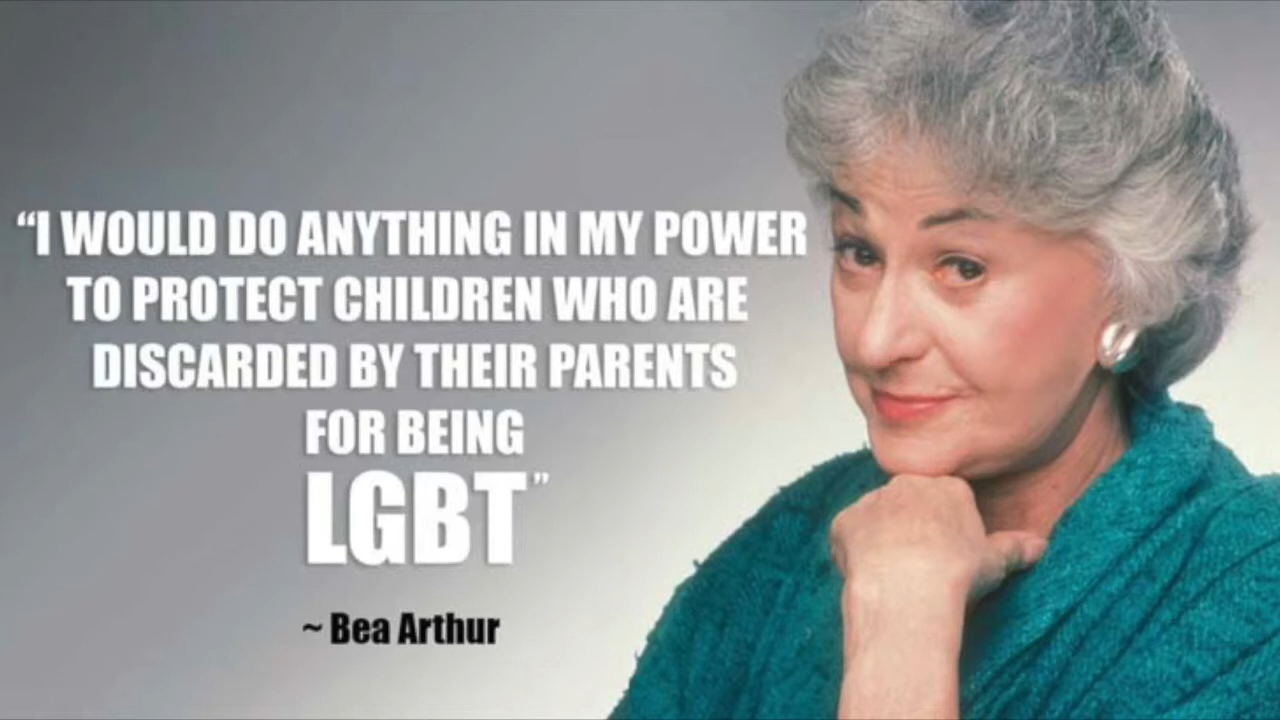 “I WOULD DO ANYTHING IN MY POWER
TO PROTECT CHILDREN WHO ARE
DISCARDED BY THEIR PARENTS
FOR BEING
LGBT”
~ Bea Arthur